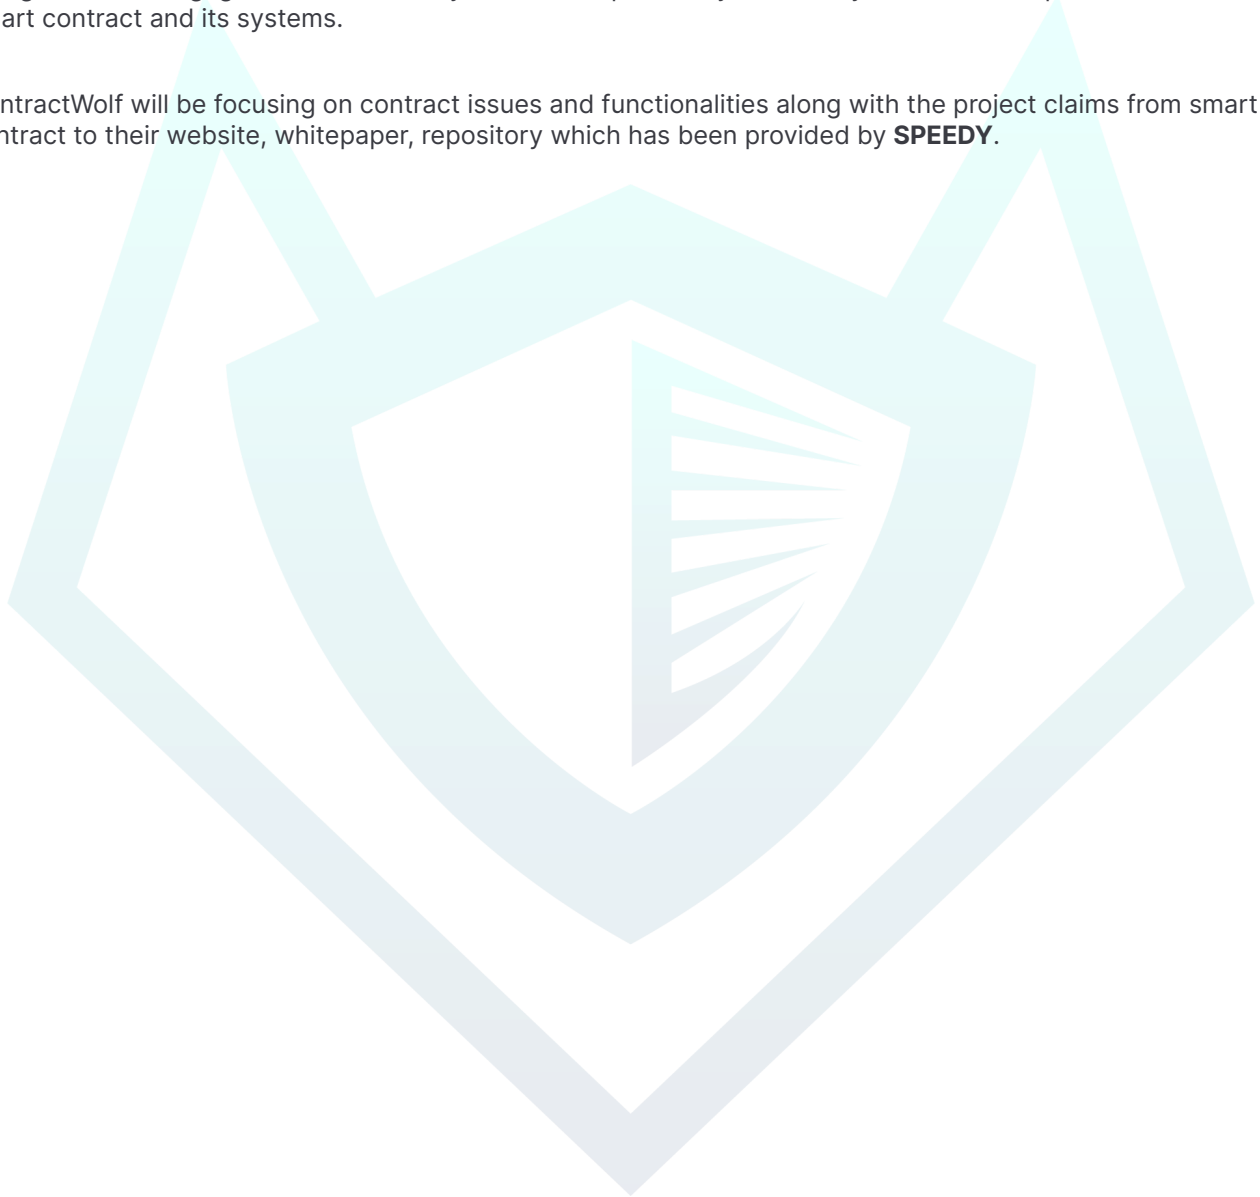 art contract and its systems.
ntractWolf will be focusing on contract issues and functionalities along with the project claims from smart
ntract to their website, whitepaper, repository which has been provided by SPEEDY.